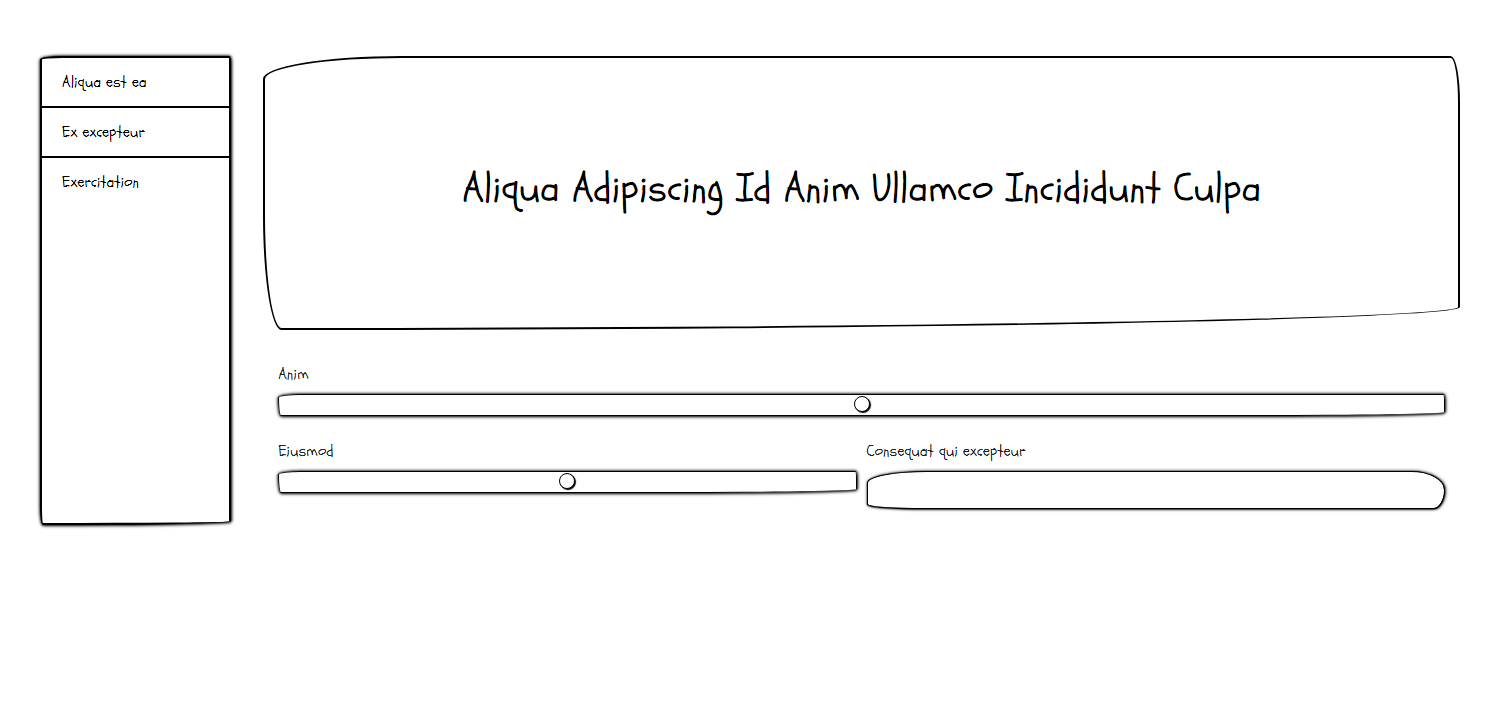 Aliqua est ea
Ex excepteur
Exercitation
Aliqua Adipiscing Id Anim Ullamco Incididunt Culpa
Anim
Eiusmod
Consequat qui excepteur